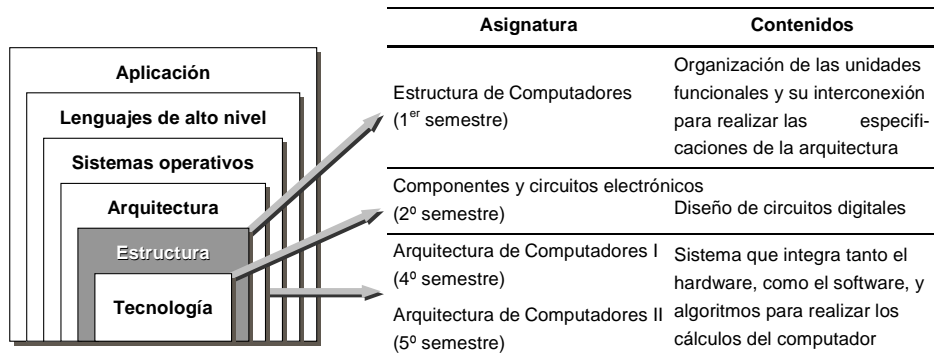 Aplicación
Lenguajes de alto nivel
Sistemas operativos
Arquitectura
Estructura
Tecnología
Asignatura Contenidos
Estructura de Computadores
(1er semestre)
Organización de las unidades
funcionales y su interconexión
para realizar las especifi-
caciones de la arquitectura
Componentes y circuitos electrónicos
(2º semestre)
Diseño de circuitos digitales
Arquitectura de Computadores I
(4º semestre)
Arquitectura de Computadores II
(5º semestre)
Sistema que integra tanto el
hardware, como el software, y
algoritmos para realizar los
cálculos del computador